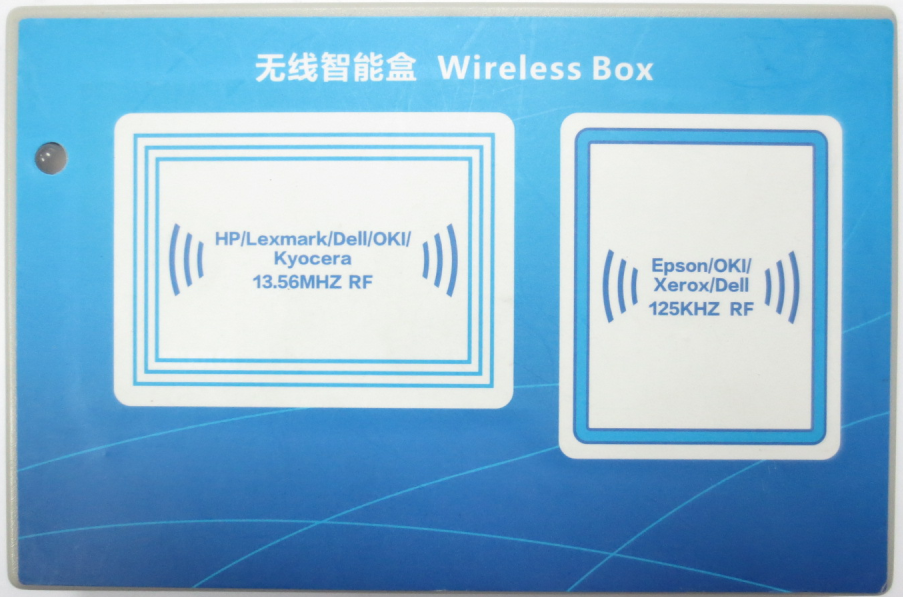 无线智能盒 Wireless Box
HP/Lexmark/Dell/OKI/
Kyocera
13.56MHZ RF
Epson/OKI/
Xerox/Dell
125KHZ RF